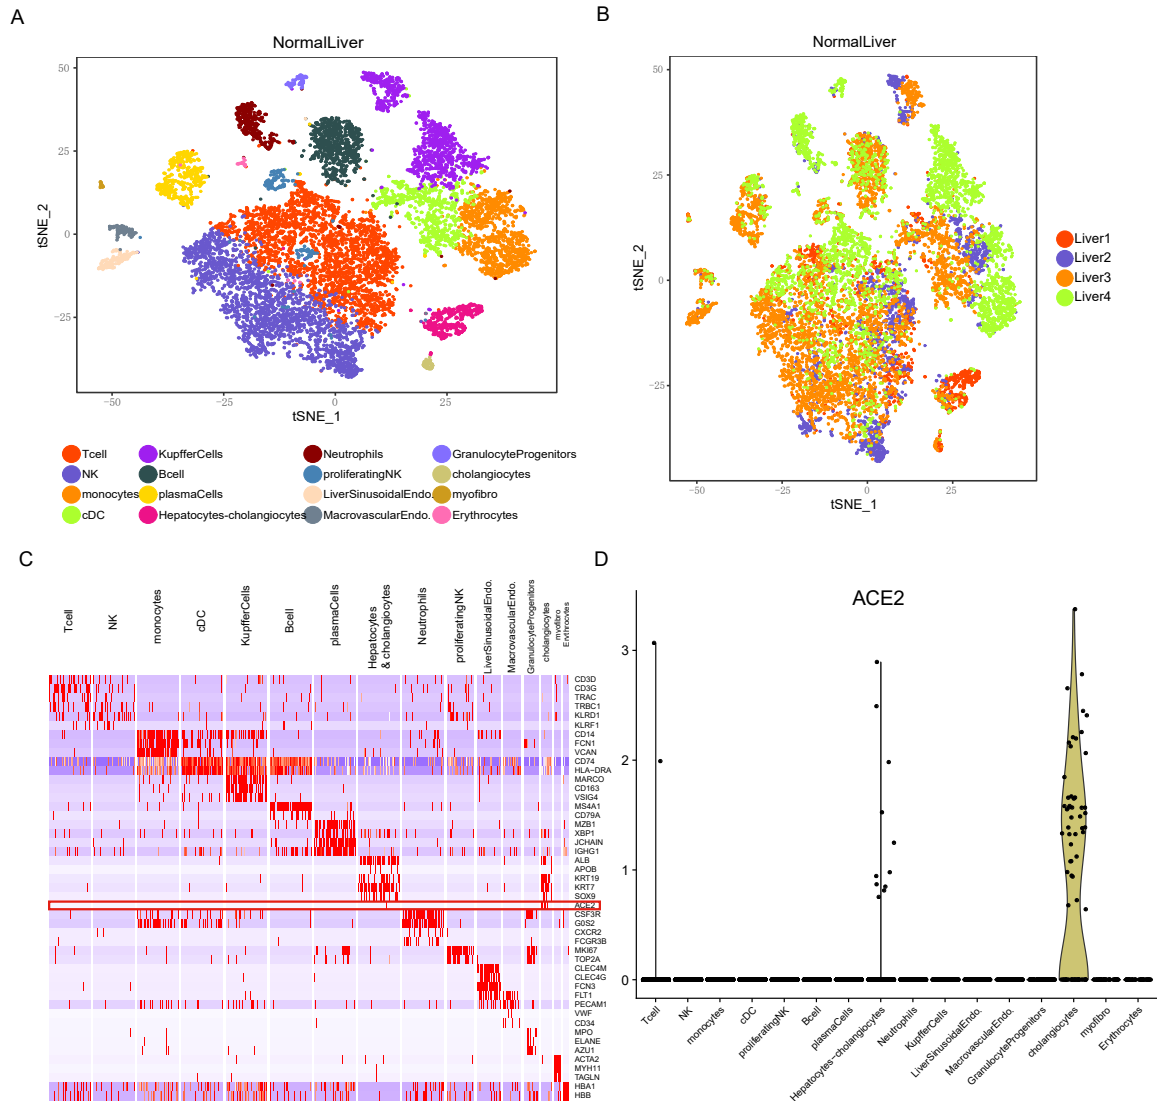 A
B
NormalLiver
NormalLiver
50
25
0
−25
tSNE_2
−50
−25
0
25
tSNE_1
50
25
0
−25
tSNE_2
−50
−25
0
25
tSNE_1
Liver1
Liver2
Liver3
Liver4
Tcell
KupfferCells
Neutrophils
GranulocyteProgenitors
NK
Bcell
proliferatingNK
cholangiocytes
monocytes
plasmaCells
LiverSinusoidalEndo.
myofibro
cDC
Hepatocytes-cholangiocytes
MacrovascularEndo.
Erythrocytes
C
Tcell
NK
monocytes
cDC
KupfferCells
Bcell
plasmaCells
Hepatocytes
& cholangiocytes
Neutrophils
proliferatingNK
LiverSinusoidalEndo.
MacrovascularEndo.
GranulocyteProgenitors
cholangiocytes
myofibro
Erythrocytes
CD3D
CD3G
TRAC
TRBC1
KLRD1
KLRF1
CD14
FCN1
VCAN
CD74
HLA−DRA
MARCO
CD163
VSIG4
MS4A1
CD79A
MZB1
XBP1
JCHAIN
IGHG1
ALB
APOB
KRT19
KRT7
SOX9
ACE2
CSF3R
G0S2
CXCR2
FCGR3B
MKI67
TOP2A
CLEC4M
CLEC4G
FCN3
FLT1
PECAM1
VWF
CD34
MPO
ELANE
AZU1
ACTA2
MYH11
TAGLN
HBA1
HBB
D
ACE2
3
2
1
0
Tcell
NK
monocytes
cDC
proliferatingNK
Bcell
plasmaCells
Hepatocytes−cholangiocytes
Neutrophils
KupfferCells
LiverSinusoidalEndo.
MacrovascularEndo.
GranulocyteProgenitors
cholangiocytes
myofibro
Erythrocytes